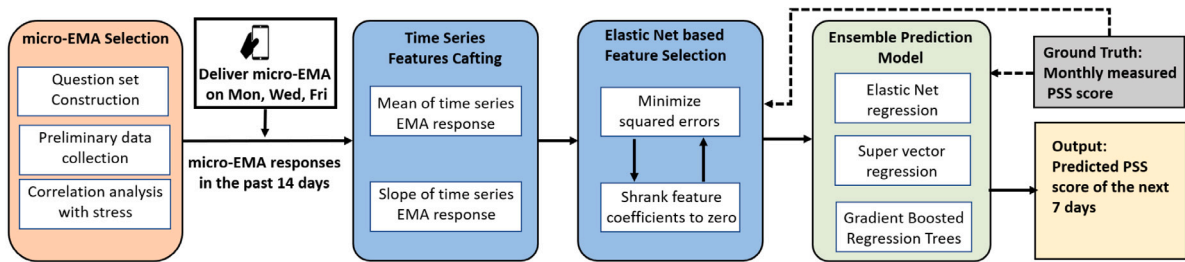 micro-EMA Selection
Question set
Construction
Preliminary data
collection
Correlation analysis
with stress
Deliver micro-EMA
on Mon, Wed, Fri
micro-EMA responses
in the past 14 days
Time Series
Features Cafting
Mean of time series
EMA response
Slope of time series
EMA response
Elastic Net based
Feature Selection
Minimize
squared errors
Shrank feature
coefficients to zero
Ensemble Prediction
Model
Elastic Net
regression
Super vector
regression
Gradient Boosted
Regression Trees
Ground Truth:
Monthly measured
PSS score
Output:
Predicted PSS
score of the next
7 days